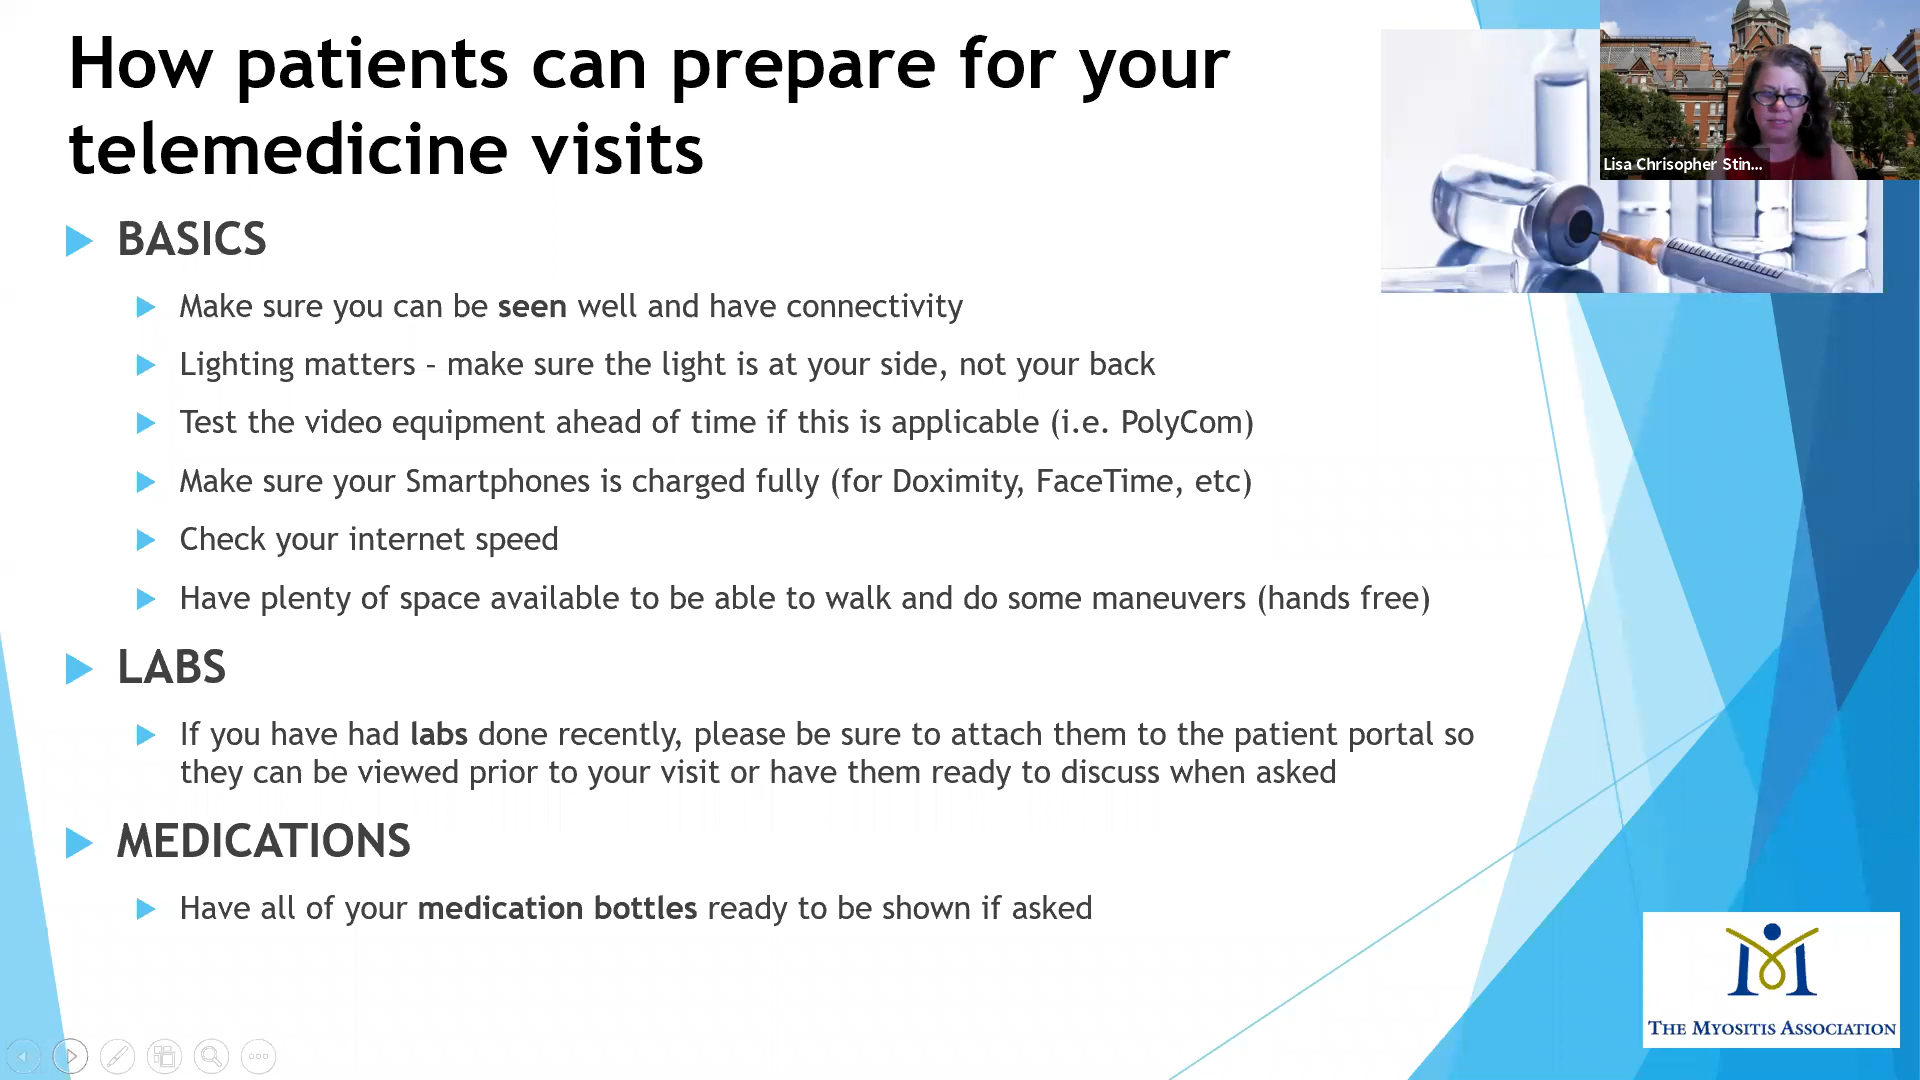 How patients can prepare for your
telemedicine visits
BASICS
Make sure you can be seen well and have connectivity
Lighting matters – make sure the light is at your side, not your back
Test the video equipment ahead of time if this is applicable (i.e. PolyCom)
Make sure your Smartphones is charged fully (for Doximity, FaceTime, etc)
Check your internet speed
Have plenty of space available to be able to walk and do some maneuvers (hands free)
LABS
If you have had labs done recently, please be sure to attach them to the patient portal so
they can be viewed prior to your visit or have them ready to discuss when asked
MEDICATIONS
Have all of your medication bottles ready to be shown if asked
Lisa Chrisopher Stin...
THE MYOSITIS ASSOCIATION